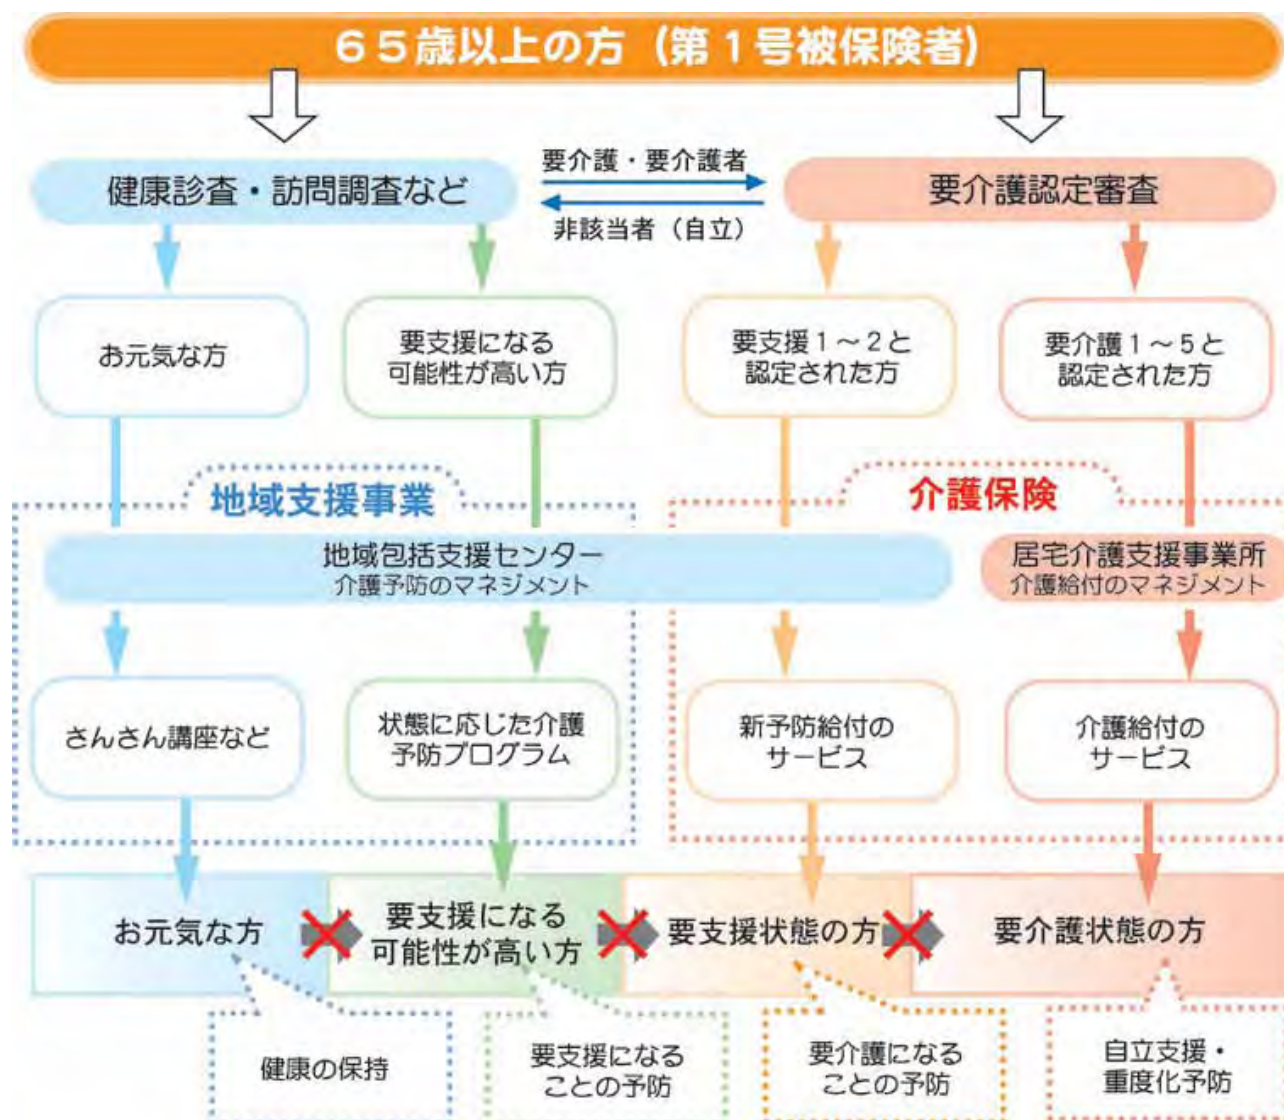 65歳以上の方(第1号被保険者)
健康診査・訪問調査など
要介護・要介護者
非該当者(自立)
要介護認定審査
お元気な方
要支援になる
可能性が高い方
要支援1～2と
認定された方
要介護1～5と
認定された方
地域支援事業
介護保険
地域包括支援センター
介護予防のマネジメント
居宅介護支援事業所
介護給付のマネジメント
さんさん講座など
状態に応じた介護
予防プログラム
新予防給付の
サービス
介護給付の
サービス
お元気な方
要支援になる
可能性が高い方
要支援状態の方
要介護状態の方
健康の保持
要支援になる
ことの予防
要介護になる
ことの予防
自立支援・
重度化予防